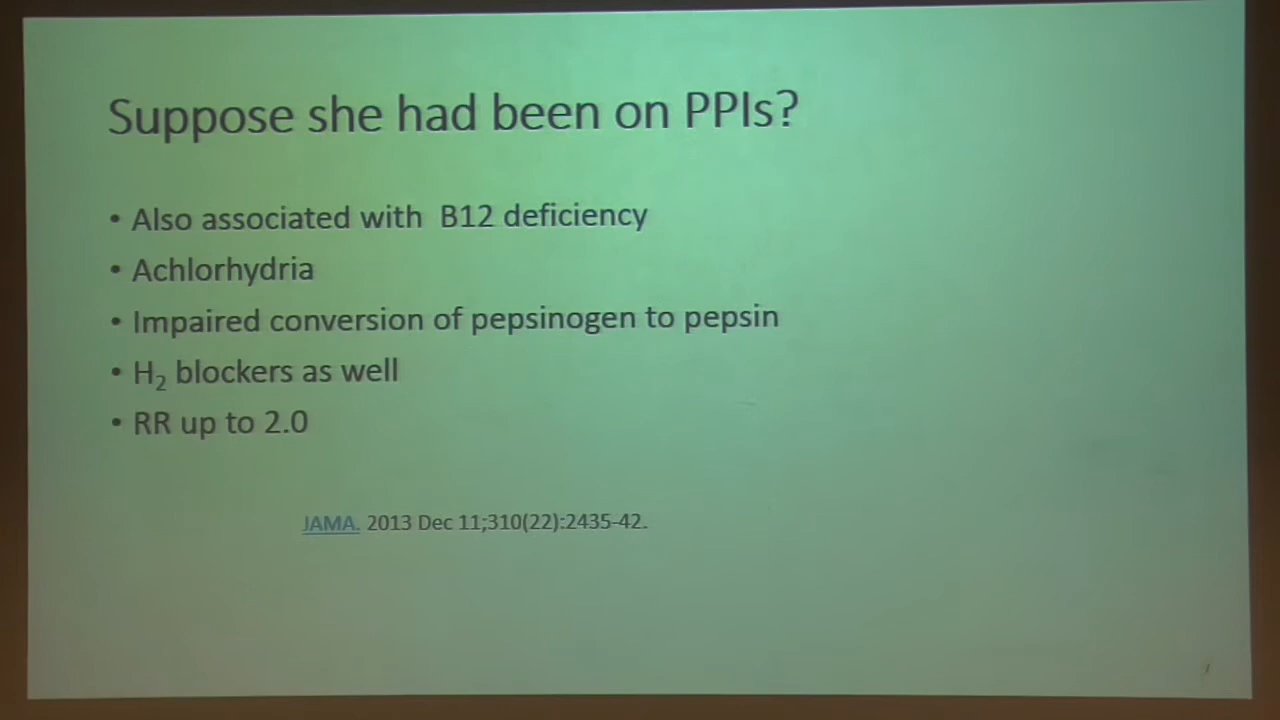 Suppose she had been on PPIs?
• Also associated with B12 deficiency
• Achlorhydria
• Impaired conversion of pepsinogen to pepsin
• H₂ blockers as well
• RR up to 2.0
JAMA. 2013 Dec 11;310(22):2435-42.